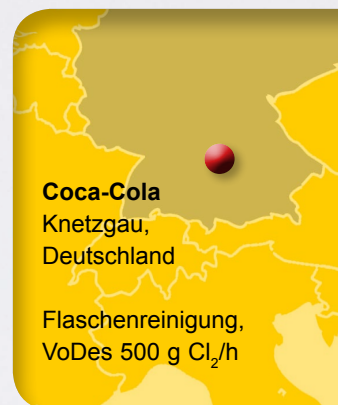 Coca-Cola
Knetzgau,
Deutschland
Flaschenreinigung,
VoDes 500 g Cl₂/h